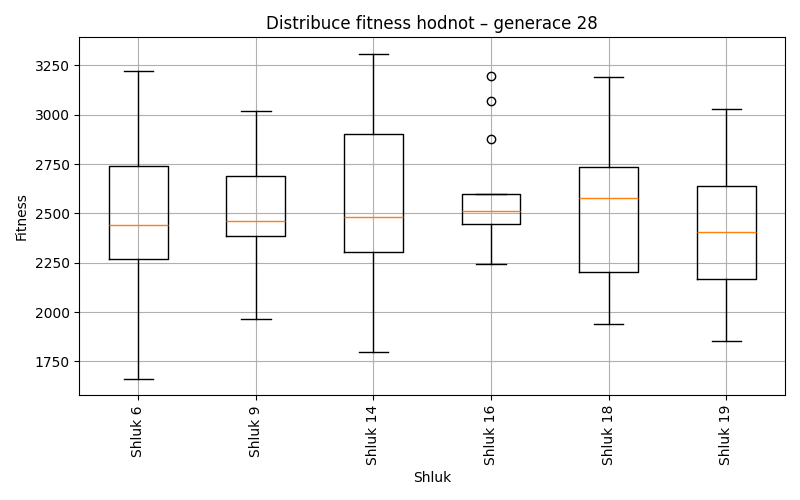 Distribuce fitness hodnot – generace 28
Fitness
3250
3000
2750
2500
2250
2000
1750
Shluk 6
Shluk 9
Shluk 14
Shluk 16
Shluk 18
Shluk 19
Shluk